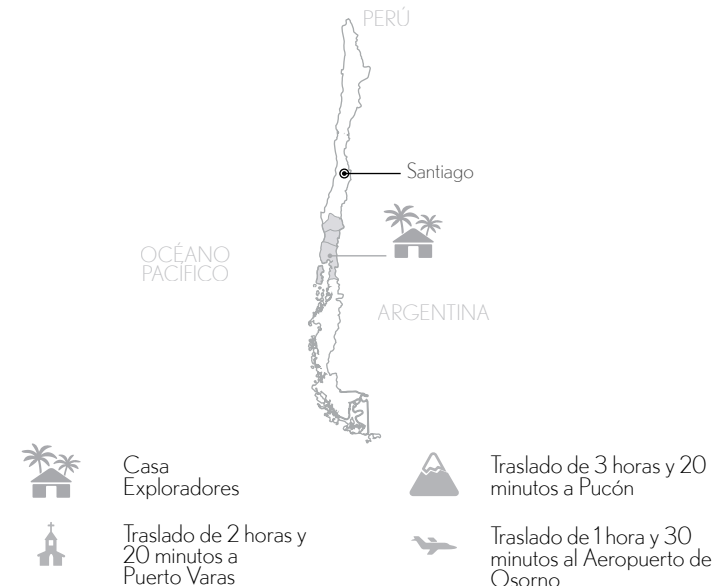 PERÚ
Santiago
OCÉANO
PACÍFICO
ARGENTINA
Casa
Exploradores
Traslado de 2 horas y
20 minutos a
Puerto Varas
Traslado de 3 horas y 20
minutos a Pucón
Traslado de 1 hora y 30
minutos al Aeropuerto de
Osorno